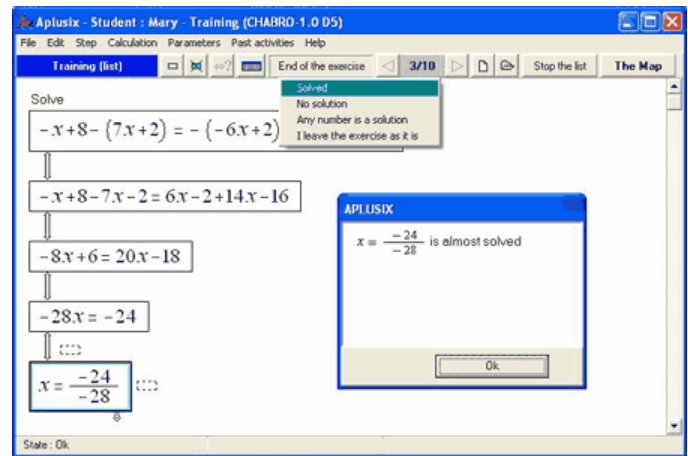 Aplusix - Student : Mary - Training (CHABRO-1.0 D5)
File Edit Step Calculation Parameters Past activities Help
Training (list) ⇔? End of the exercise 3/10 Stop the list The Map
Solved
No solution
Any number is a solution
I leave the exercise as it is
Solve
-x+8-(7x+2) = -(-6x+2)
-x+8-7x-2 = 6x-2+14x-16
-8x+6 = 20x-18
-28x = -24
x = -24/-28
APLUSIX
x = -24/-28 is almost solved
Ok
State : Ok